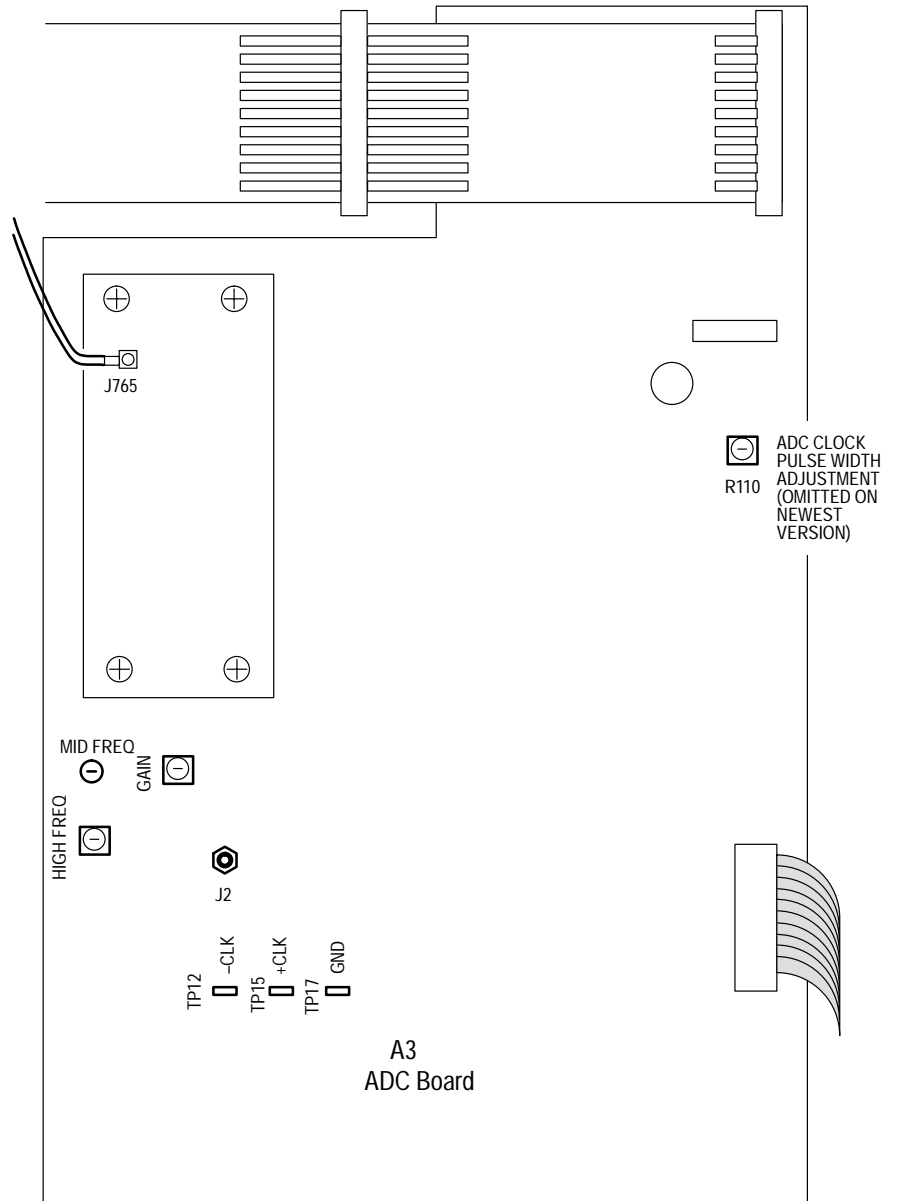 J765
ADC CLOCK
PULSE WIDTH
ADJUSTMENT
(OMITTED ON
NEWEST
VERSION)
R110
MID FREQ
GAIN
HIGH FREQ
J2
TP12
–CLK
TP15
+CLK
TP17
GND
A3
ADC Board